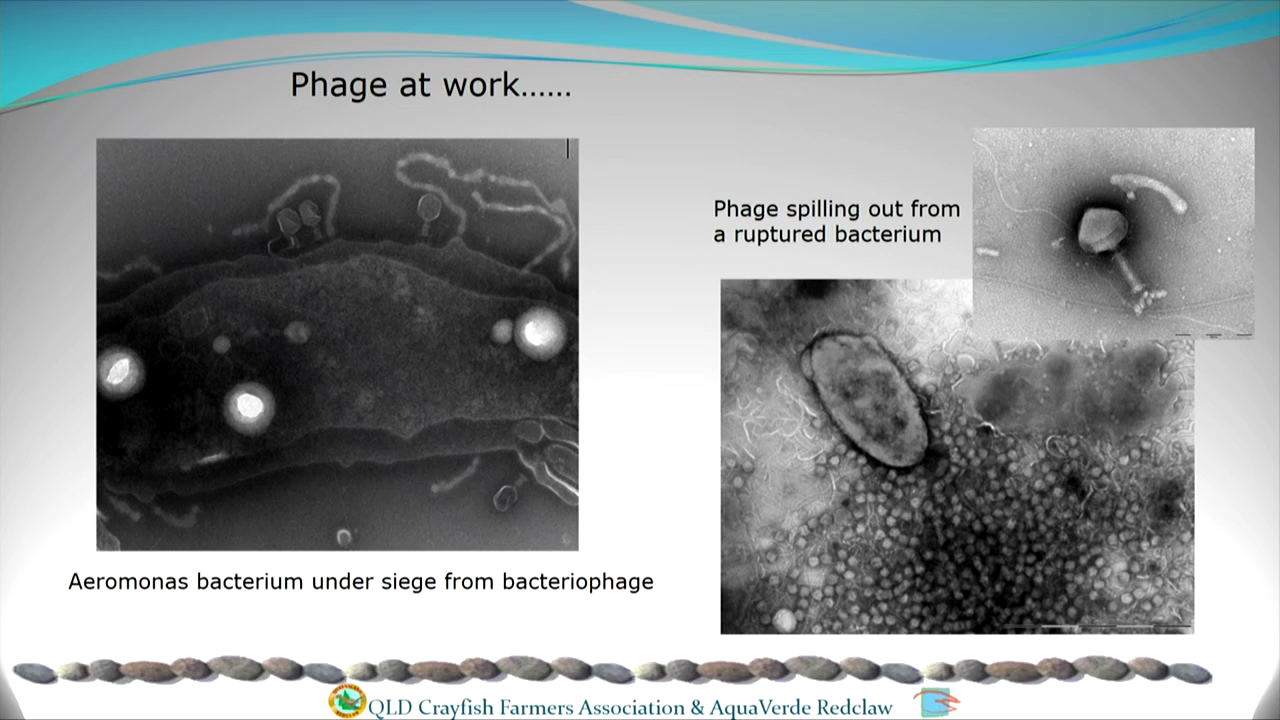 Phage at work......
Phage spilling out from
a ruptured bacterium
Aeromonas bacterium under siege from bacteriophage
QLD Crayfish Farmers Association & AquaVerde Redclaw